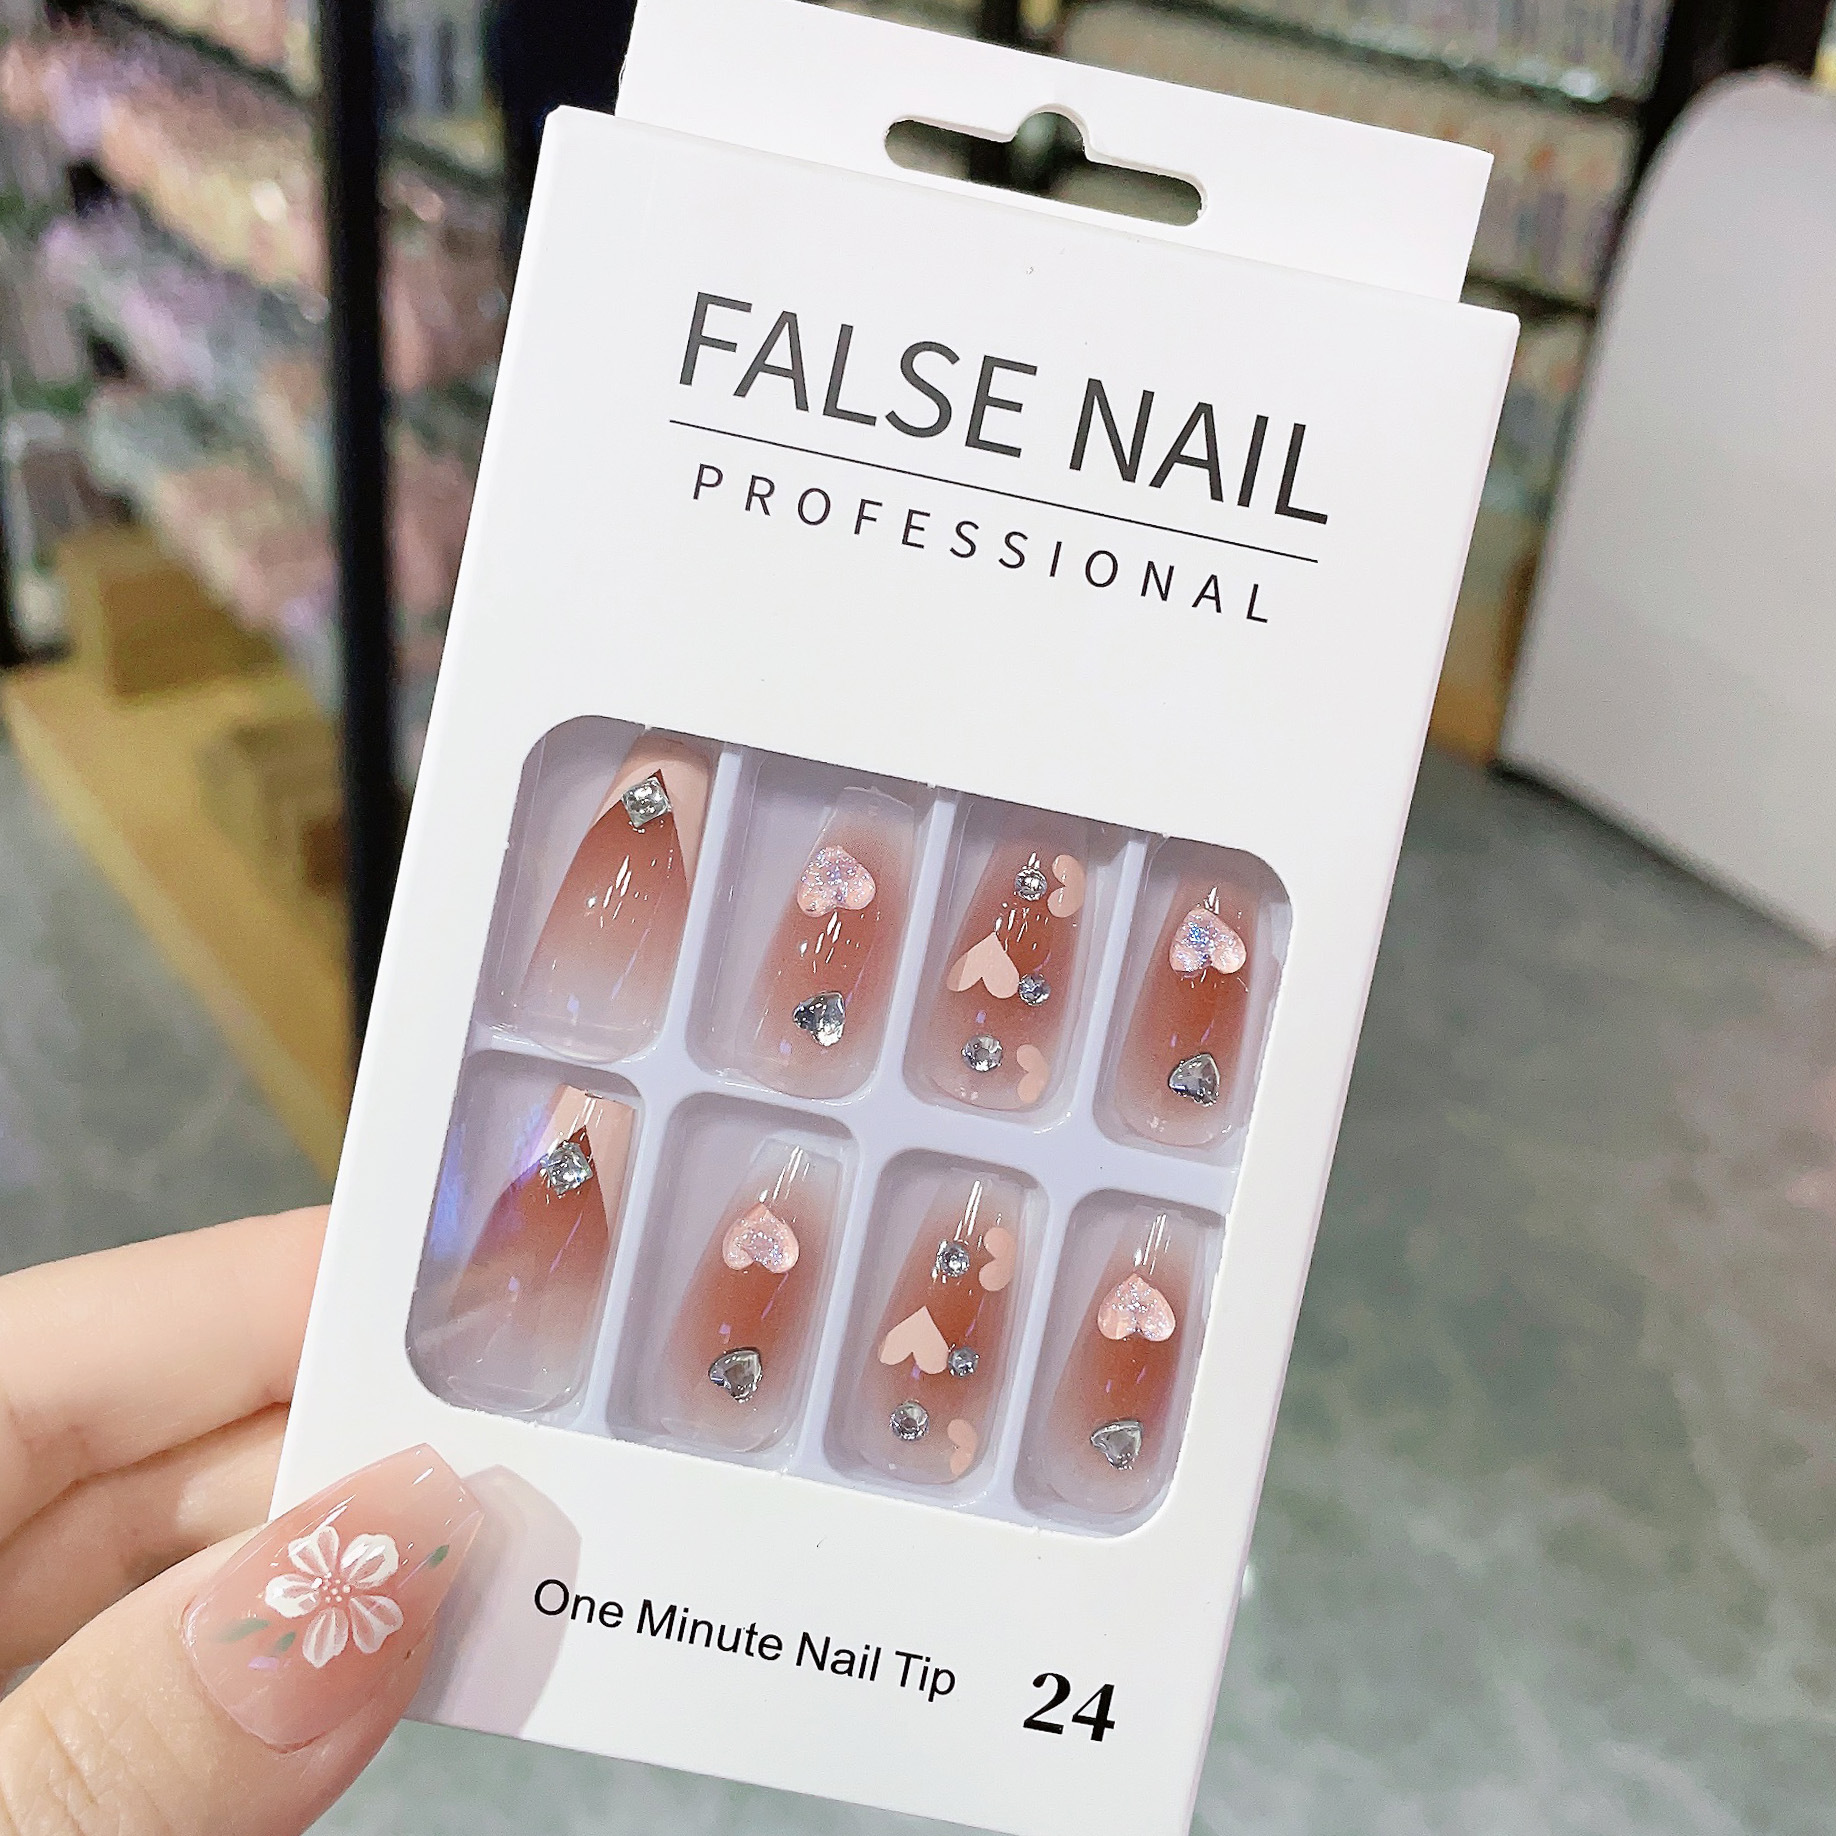 FALSE NAIL
PROFESSIONAL
One Minute Nail Tip 24